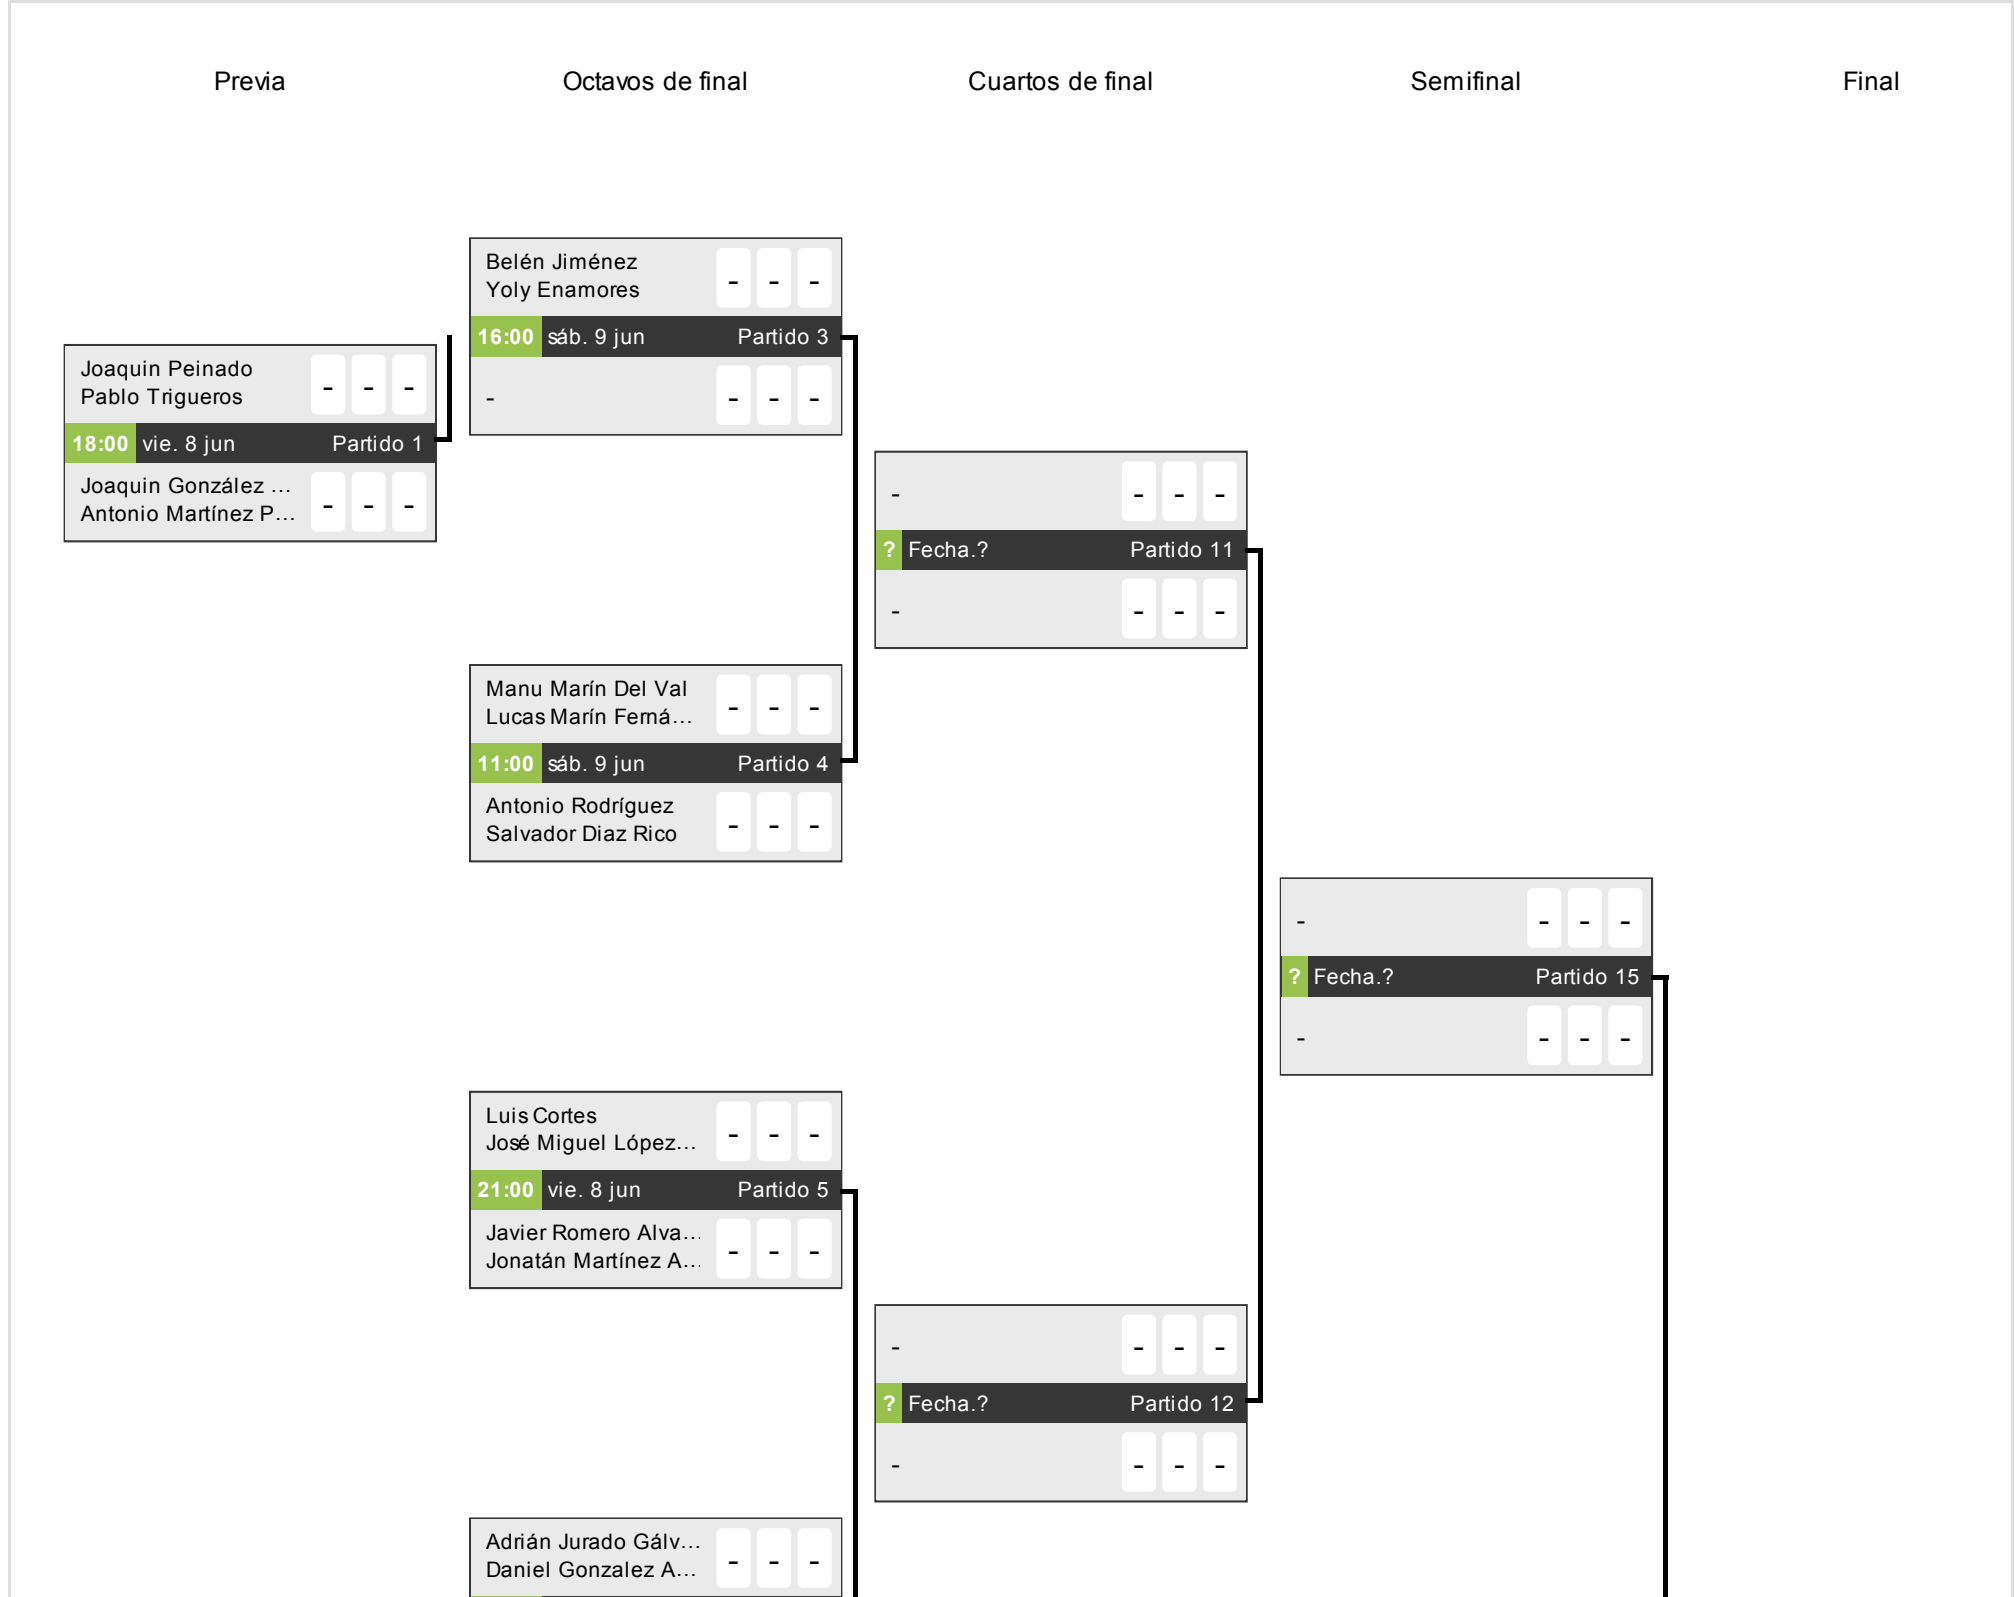 Previa
Octavos de final
Cuartos de final
Semifinal
Final
Belén Jiménez
Yoly Enamores
- - -
16:00 sáb. 9 jun Partido 3
- - - -
Joaquin Peinado
Pablo Trigueros
- - -
18:00 vie. 8 jun Partido 1
Joaquin González ...
Antonio Martínez P...
- - -
- - - -
? Fecha.? Partido 11
- - - -
Manu Marín Del Val
Lucas Marín Ferná...
- - -
11:00 sáb. 9 jun Partido 4
Antonio Rodríguez
Salvador Diaz Rico
- - -
- - - -
? Fecha.? Partido 15
- - - -
Luis Cortes
José Miguel López...
- - -
21:00 vie. 8 jun Partido 5
Javier Romero Alva...
Jonatán Martínez A...
- - -
- - - -
? Fecha.? Partido 12
- - - -
Adrián Jurado Gálv...
Daniel Gonzalez A...
- - -